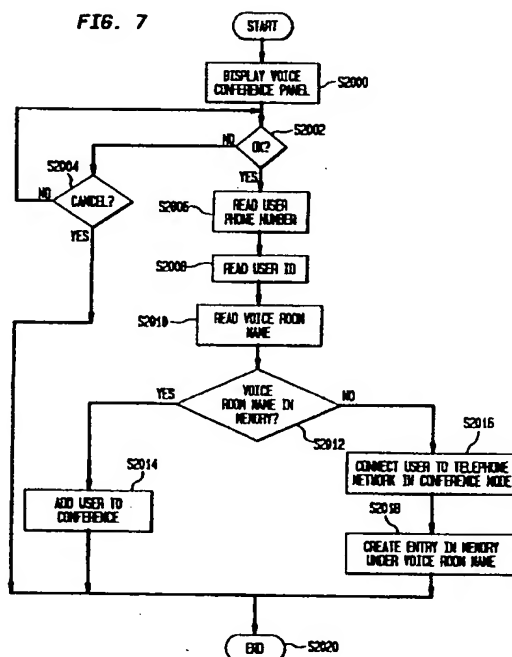 FIG. 7
START
DISPLAY VOICE
CONFERENCE PANEL
S2000
S2002
OK?
NO
YES
S2004
CANCEL?
NO
YES
S2006
READ USER
PHONE NUMBER
S2008
READ USER ID
S2010
READ VOICE ROOM
NAME
VOICE
ROOM NAME IN
MEMORY?
YES
NO
S2012
S2014
ADD USER TO
CONFERENCE
S2016
CONNECT USER TO TELEPHONE
NETWORK IN CONFERENCE MODE
S2018
CREATE ENTRY IN MEMORY
UNDER VOICE ROOM NAME
END
S2020